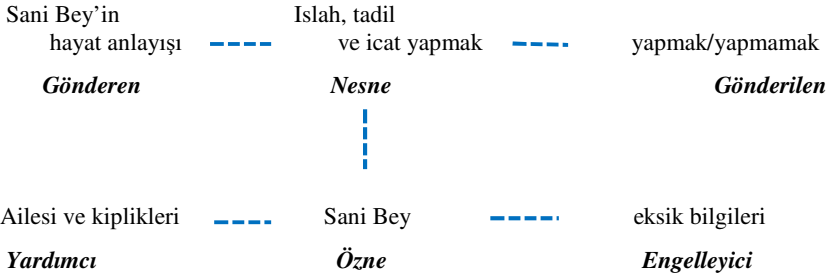 Sani Bey’in Islah, tadil
hayat anlayışı ve icat yapmak yapmak/yapmamak
Gönderen Nesne Gönderilen
Ailesi ve kiplikleri Sani Bey eksik bilgileri
Yardımcı Özne Engelleyici